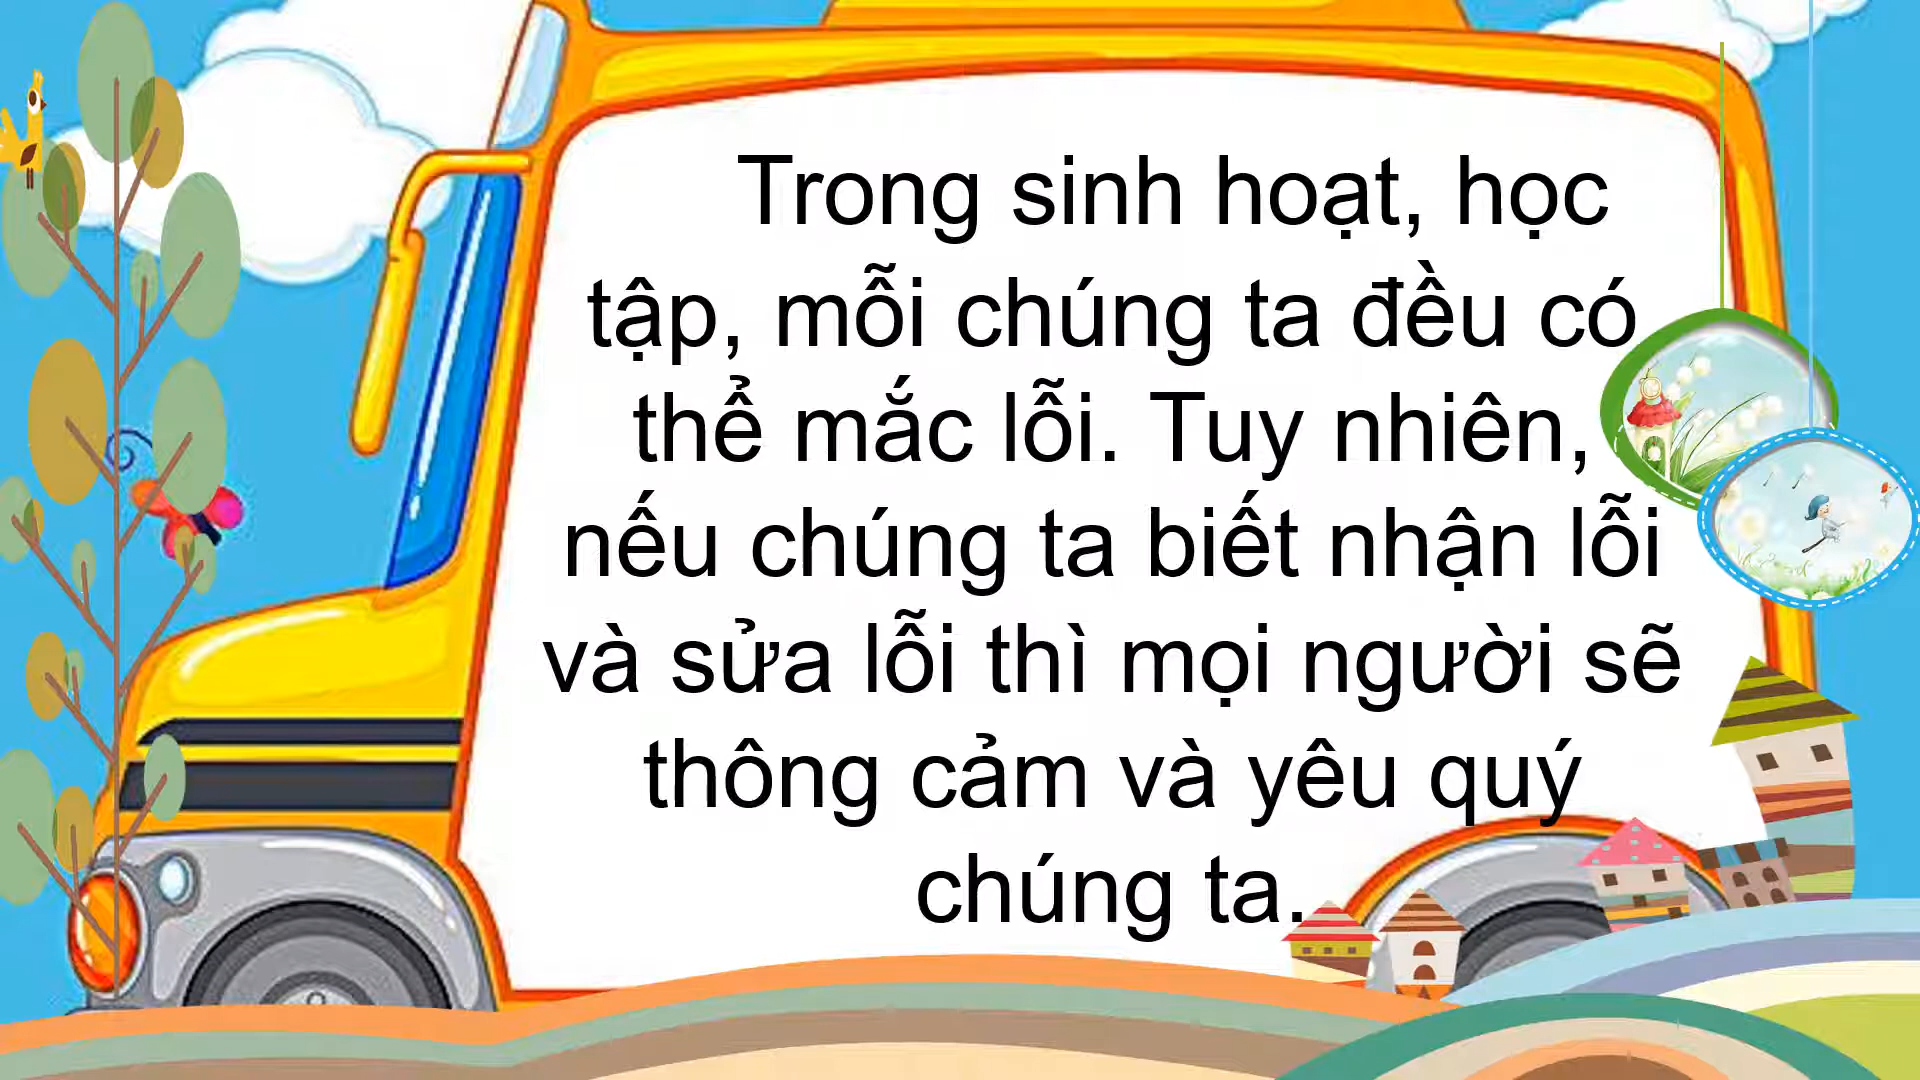 Trong sinh hoạt, học
tập, mỗi chúng ta đều có
thể mắc lỗi. Tuy nhiên,
nếu chúng ta biết nhận lỗi
và sửa lỗi thì mọi người sẽ
thông cảm và yêu quý
chúng ta.